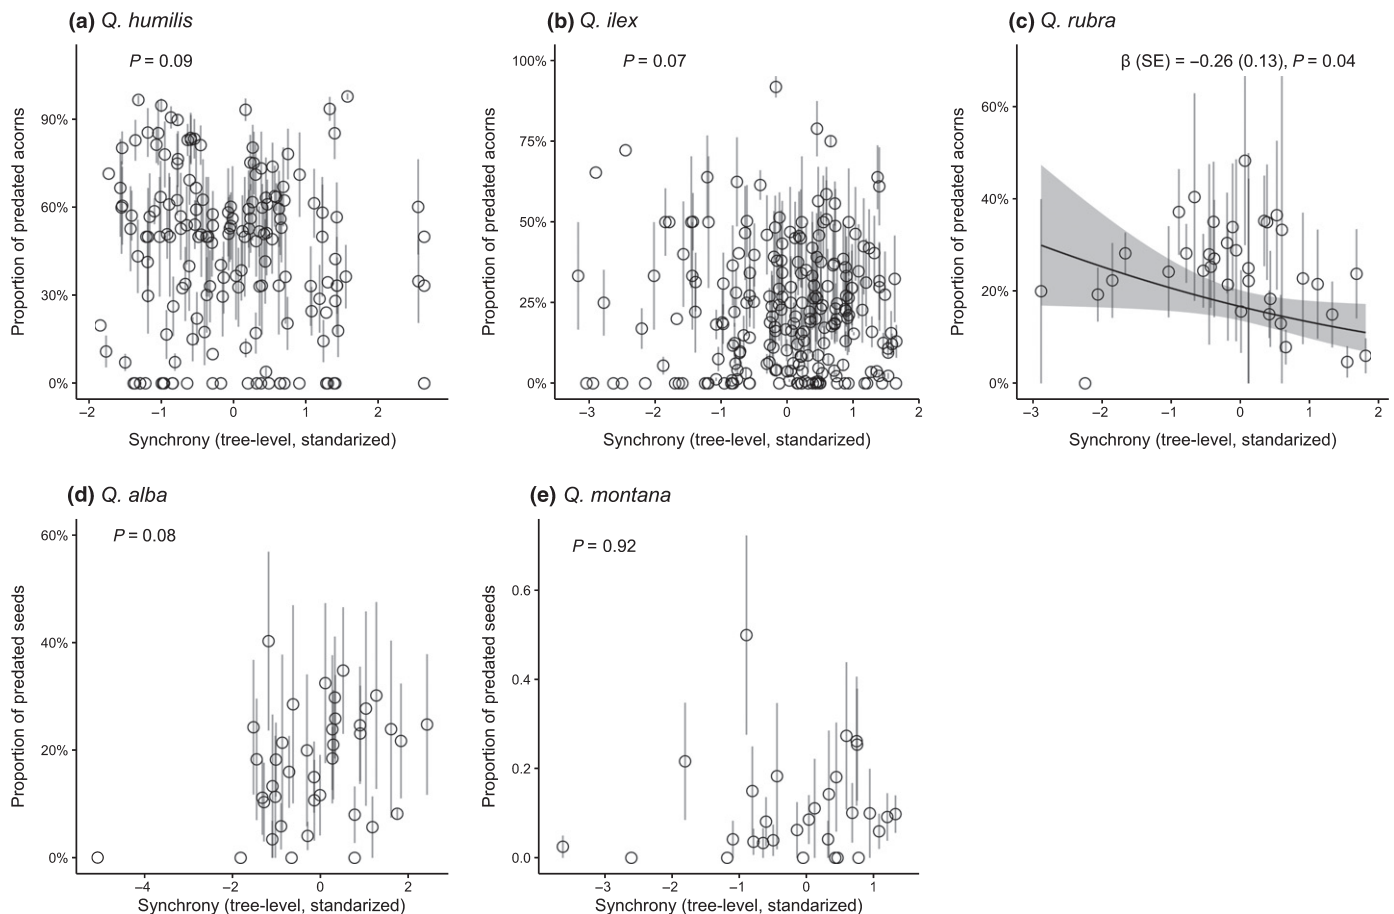 (a) Q. humilis
P = 0.09
Proportion of predated acorns
90%
60%
30%
0%
−2 −1 0 1 2
Synchrony (tree-level, standarized)
(b) Q. ilex
P = 0.07
Proportion of predated acorns
100%
75%
50%
25%
0%
−3 −2 −1 0 1 2
Synchrony (tree-level, standarized)
(c) Q. rubra
β (SE) = −0.26 (0.13), P = 0.04
Proportion of predated acorns
60%
40%
20%
0%
−3 −2 −1 0 1 2
Synchrony (tree-level, standarized)
(d) Q. alba
P = 0.08
Proportion of predated seeds
60%
40%
20%
0%
−4 −2 0 2
Synchrony (tree-level, standarized)
(e) Q. montana
P = 0.92
Proportion of predated seeds
0.6
0.4
0.2
0.0
−3 −2 −1 0 1
Synchrony (tree-level, standarized)